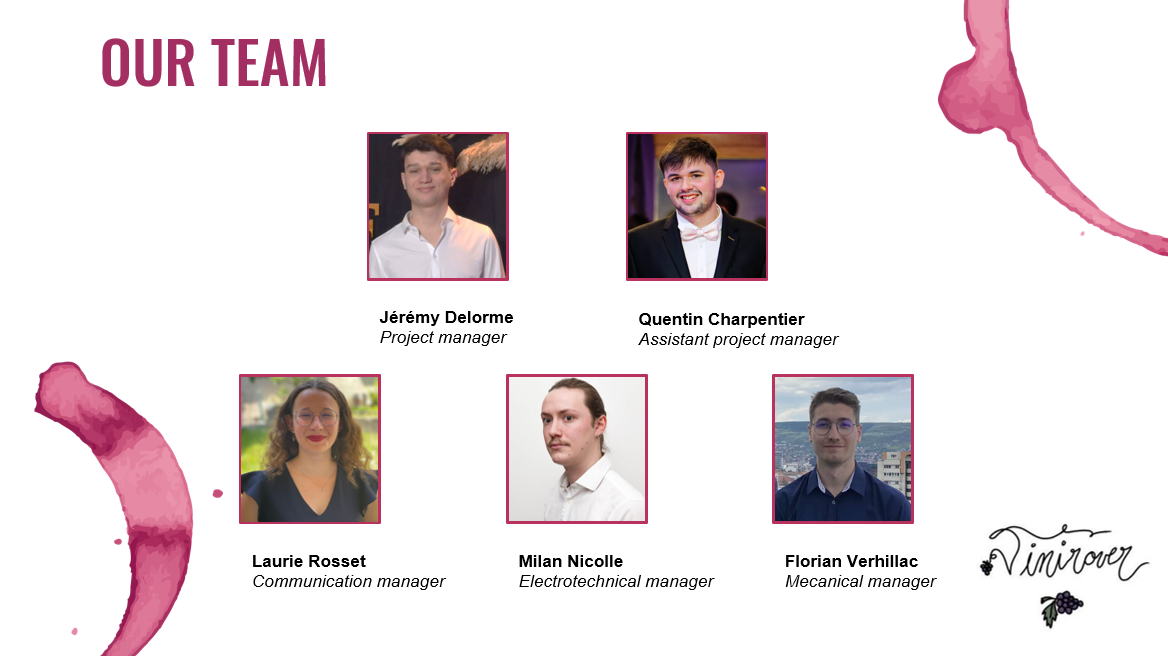 OUR TEAM
Jérémy Delorme
Project manager
Quentin Charpentier
Assistant project manager
Laurie Rosset
Communication manager
Milan Nicolle
Electrotechnical manager
Florian Verhillac
Mecanical manager
Vinirover